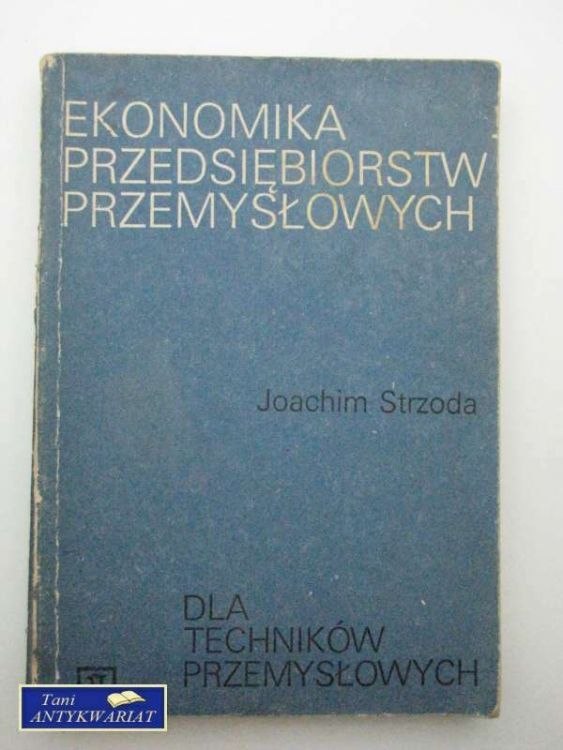 EKONOMIKA
PRZEDSIĘBIORSTW
PRZEMYSŁOWYCH
Joachim Strzoda
DLA
TECHNIKÓW
PRZEMYSŁOWYCH
Tani
ANTYKWARIAT